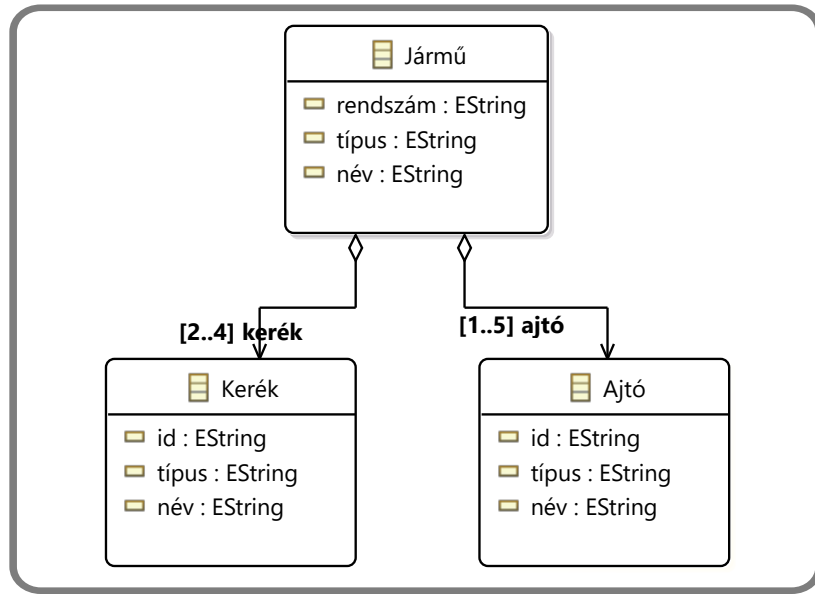 Jármű
rendszám : EString
típus : EString
név : EString
[2..4] kerék
[1..5] ajtó
Kerék
id : EString
típus : EString
név : EString
Ajtó
id : EString
típus : EString
név : EString